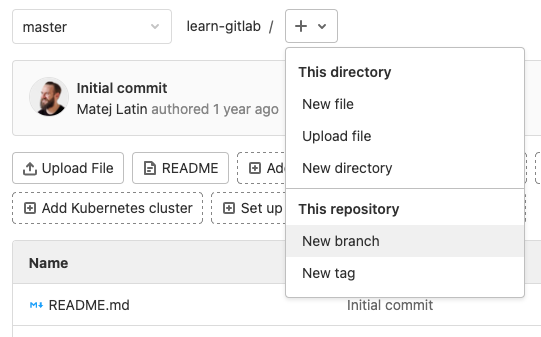 master
learn-gitlab /
This directory
New file
Upload file
New directory
This repository
New branch
New tag
Initial commit
Matej Latin authored 1 year ago
Upload File
README
Add Kubernetes cluster
Set up
Name
README.md
Initial commit